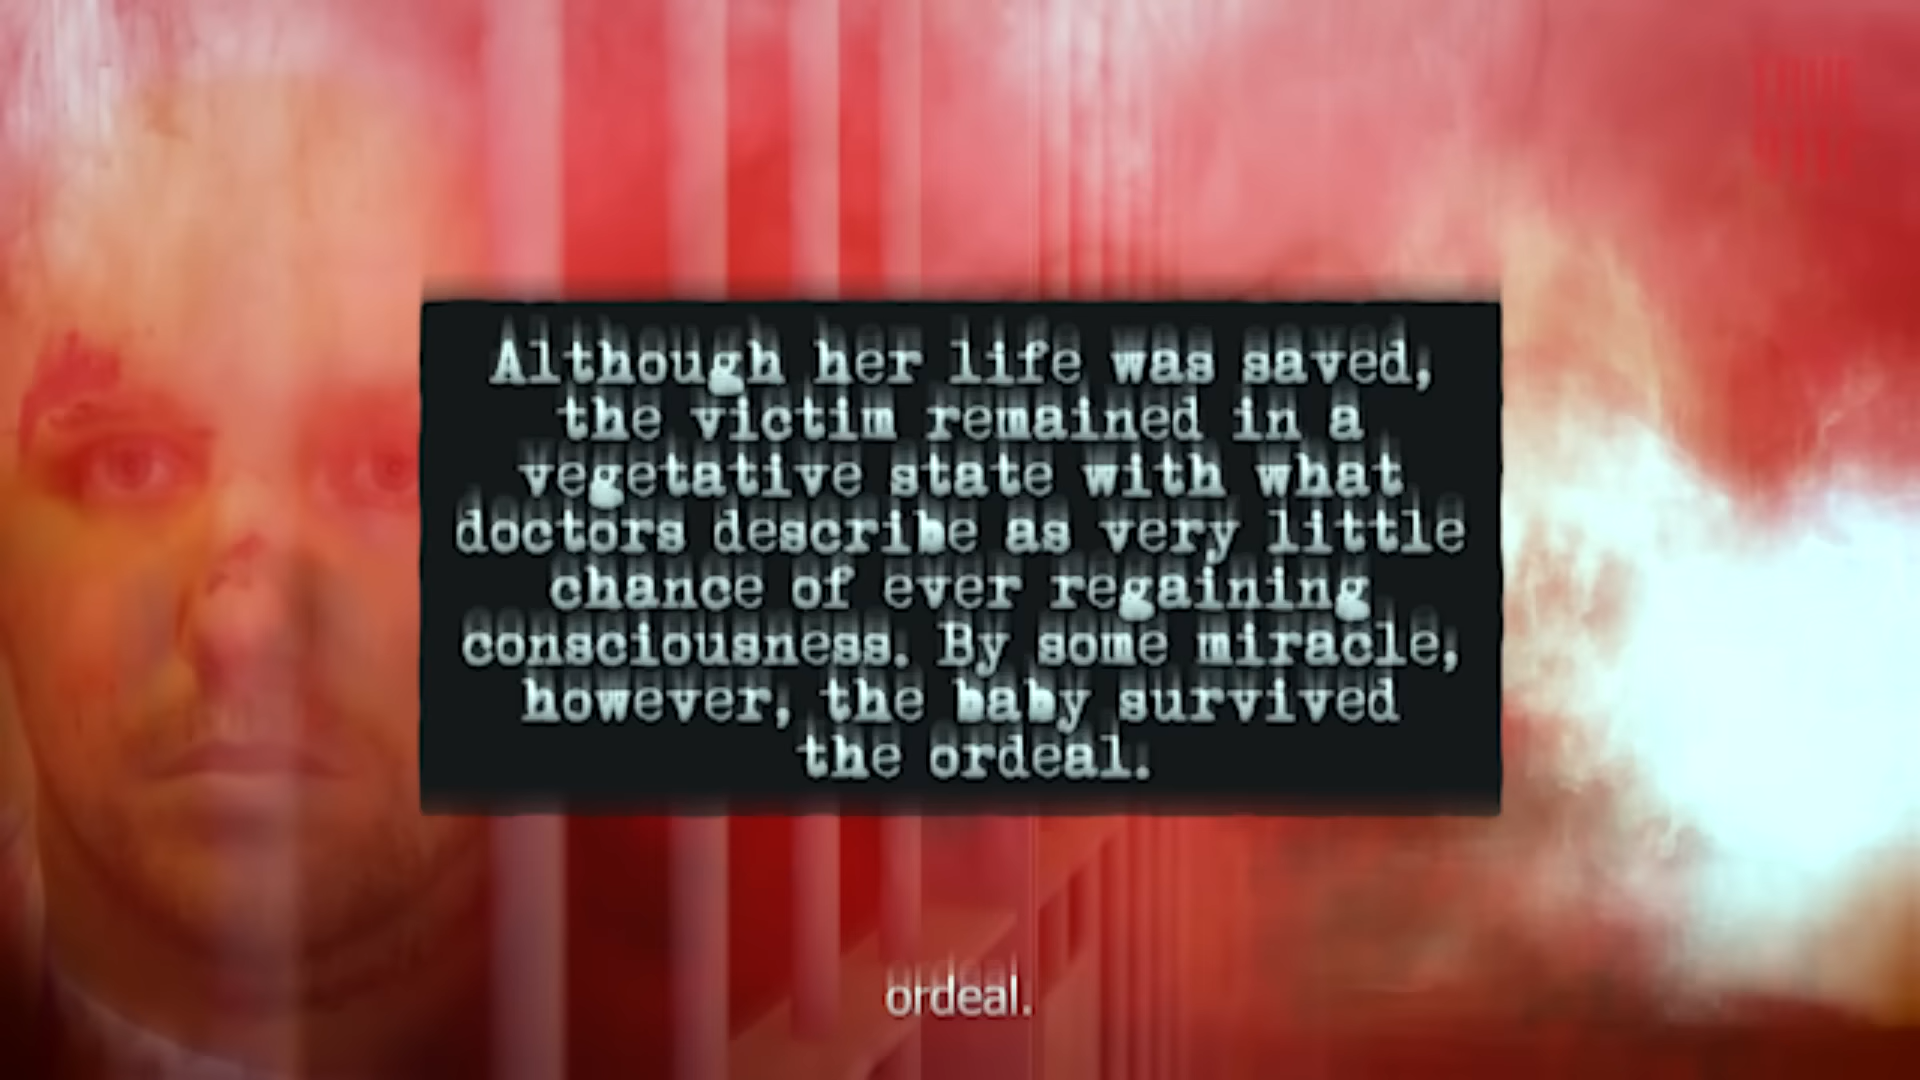 Although her life was saved,
the victim remained in a
vegetative state with what
doctors describe as very little
chance of ever regaining
consciousness. By some miracle,
however, the baby survived
the ordeal.
ordeal.